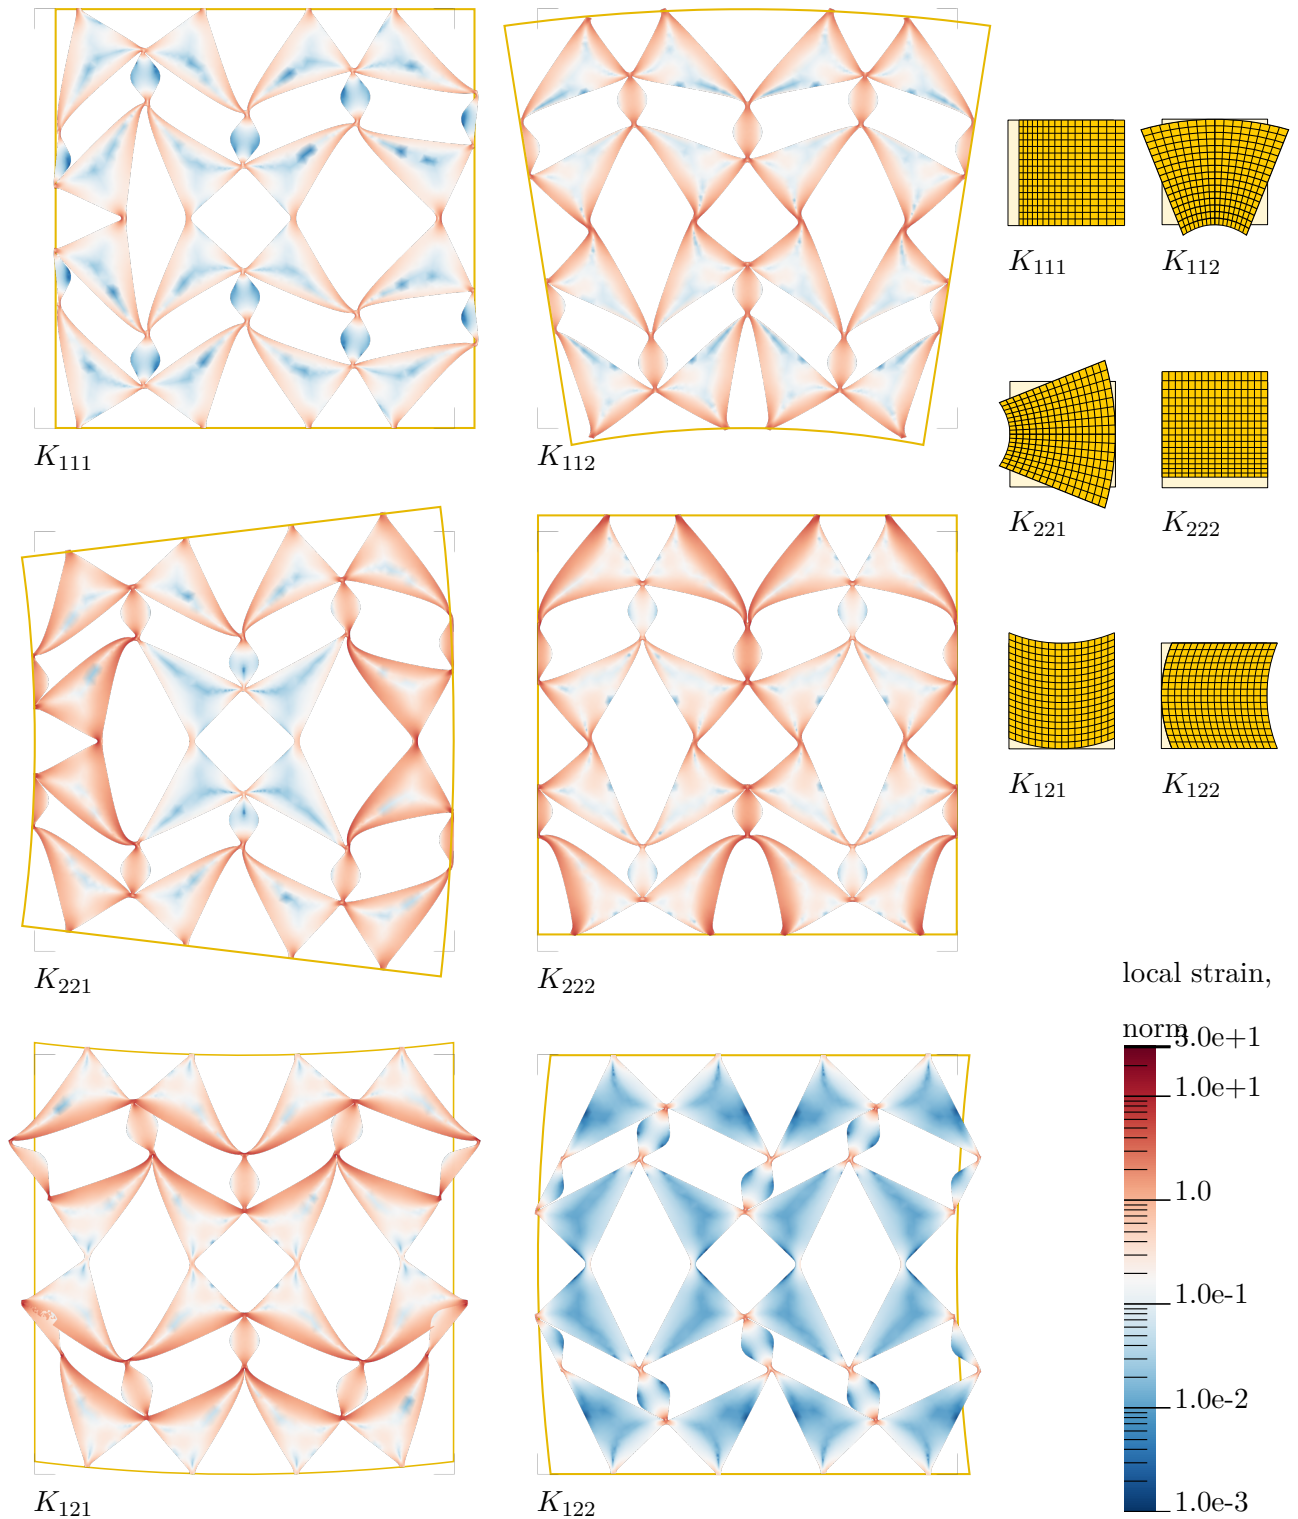 K₁₁₁ K₁₁₂
K₁₁₁ K₁₁₂
K₂₂₁ K₂₂₂
K₂₂₁ K₂₂₂
K₁₂₁ K₁₂₂
local strain,
norm
3.0e+1
1.0e+1
1.0
1.0e-1
1.0e-2
1.0e-3
K₁₂₁ K₁₂₂